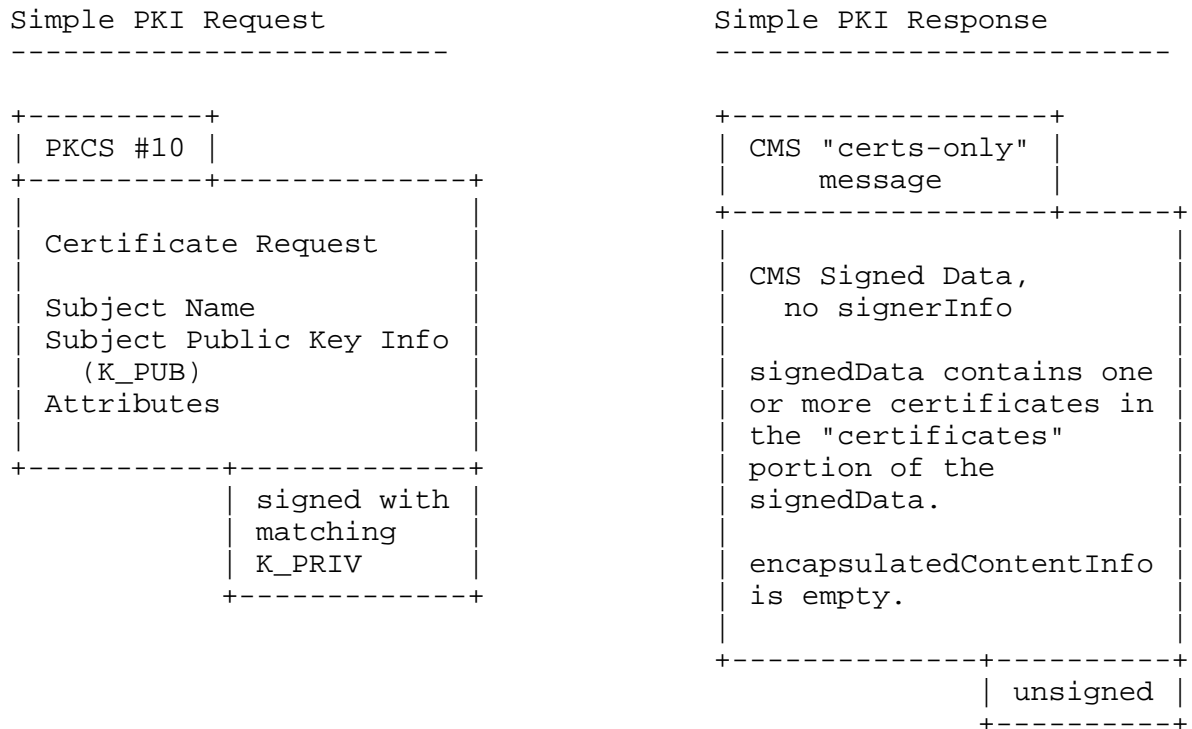 Simple PKI Request
-------------------------
+----------+
| PKCS #10 |
+----------+--------------+
| |
| Certificate Request |
| |
| Subject Name |
| Subject Public Key Info |
| (K_PUB) |
| Attributes |
| |
+-----------+-------------+
| signed with |
| matching |
| K_PRIV |
+-------------+
Simple PKI Response
--------------------------
+------------------+
| CMS "certs-only" |
| message |
+------------------+------+
| |
| CMS Signed Data, |
| no signerInfo |
| |
| signedData contains one |
| or more certificates in |
| the "certificates" |
| portion of the |
| signedData. |
| |
| encapsulatedContentInfo |
| is empty. |
| |
+--------------+----------+
| unsigned |
+----------+